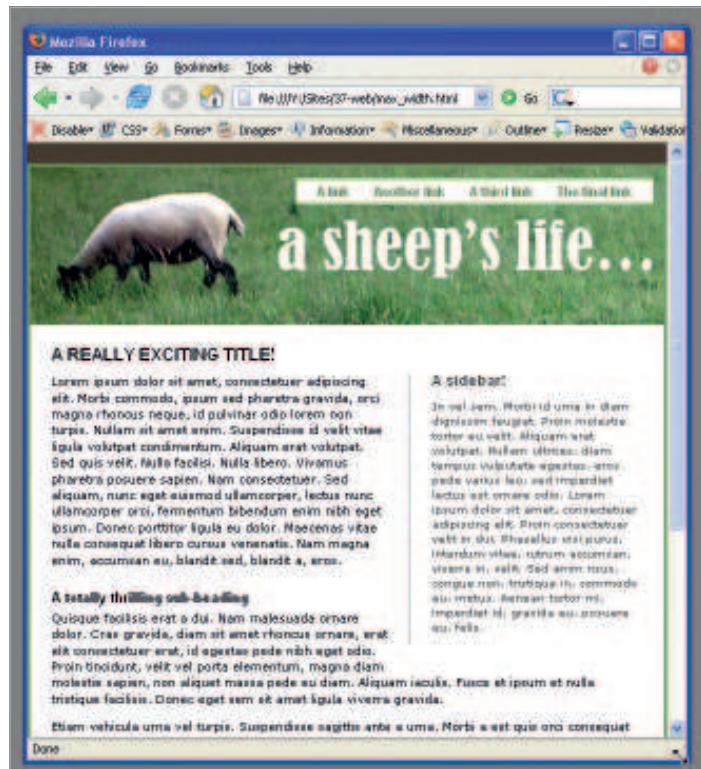 Mozilla Firefox
File Edit View Go Bookmarks Tools Help
Go
Disable CSS Forms Images Information Miscellaneous Outline Resize Validation
A link Another link A third link The final link
a sheep's life...
A REALLY EXCITING TITLE!
Lorem ipsum dolor sit amet, consectetuer adipiscing
elit. Morbi commodo, ipsum sed pharetra gravida, orci
magna rhoncus neque, id pulvinar odio lorem non
turpis. Nullam sit amet enim. Suspendisse id velit vitae
ligula volutpat condimentum. Aliquam erat volutpat.
Sed quis velit. Nulla facilisi. Nulla libero. Vivamus
pharetra posuere sapien. Nam consectetuer. Sed
aliquam, nunc eget euismod ullamcorper, lectus nunc
ullamcorper orci, fermentum bibendum enim nibh eget
ipsum. Donec porttitor ligula eu dolor. Maecenas vitae
nulla consequat libero cursus venenatis. Nam magna
enim, accumsan eu, blandit sed, blandit a, eros.
A totally thrilling sub-heading
Quisque facilisis erat a dui. Nam malesuada ornare
dolor. Cras gravida, diam sit amet rhoncus ornare, erat
elit consectetuer erat, id egestas pede nibh eget odio.
Proin tincidunt, velit vel porta elementum, magna diam
molestie sapien, non aliquet massa pede eu diam. Aliquam iaculis. Fusce et ipsum et nulla
tristique facilisis. Donec eget sem sit amet ligula viverra gravida.
Etiam vehicula urna vel turpis. Suspendisse sagittis ante a urna. Morbi a est quis orci consequat
A sidebar!
In vel sem. Morbi id urna in diam
dignissim feugiat. Proin molestie
tortor eu velit. Aliquam erat
volutpat. Nullam ultrices, diam
tempus vulputate egestas, eros
pede varius leo, sed imperdiet
lectus est ornare odio. Lorem
ipsum dolor sit amet, consectetuer
adipiscing elit. Proin consectetuer
velit in dui. Phasellus wisi purus,
interdum vitae, rutrum accumsan,
viverra in, velit. Sed enim risus,
congue non, tristique in, commodo
eu, metus. Aenean tortor mi,
imperdiet id, gravida eu, posuere
eu, felis.
Done